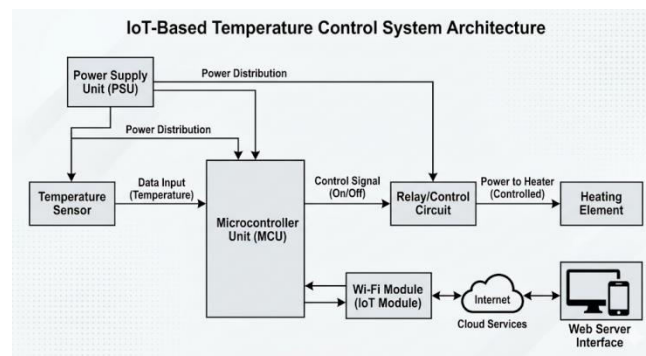 IoT-Based Temperature Control System Architecture
Power Supply
Unit (PSU)
Power Distribution
Power Distribution
Temperature
Sensor
Data Input
(Temperature)
Microcontroller
Unit (MCU)
Control Signal
(On/Off)
Relay/Control
Circuit
Power to Heater
(Controlled)
Heating
Element
Wi-Fi Module
(IoT Module)
Internet
Cloud Services
Web Server
Interface